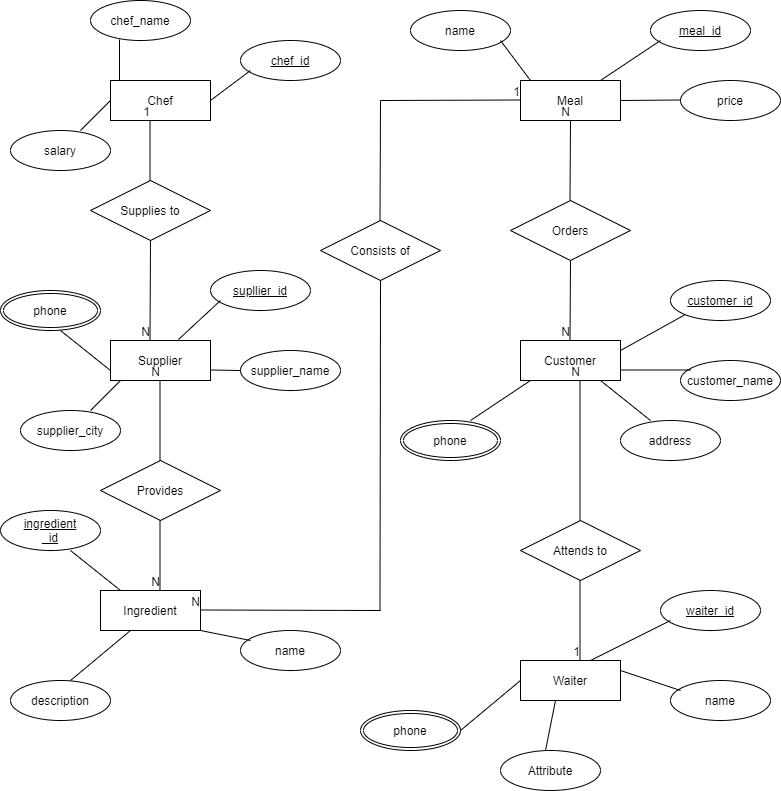 chef_name
name
meal_id
chef_id
Chef
1
1
Meal
N
price
salary
Supplies to
Orders
Consists of
supllier_id
phone
customer_id
N
N
Supplier
N
Customer
N
supplier_name
customer_name
supplier_city
phone
address
Provides
ingredient
_id
Attends to
N
N
Ingredient
waiter_id
name
1
Waiter
description
name
phone
Attribute